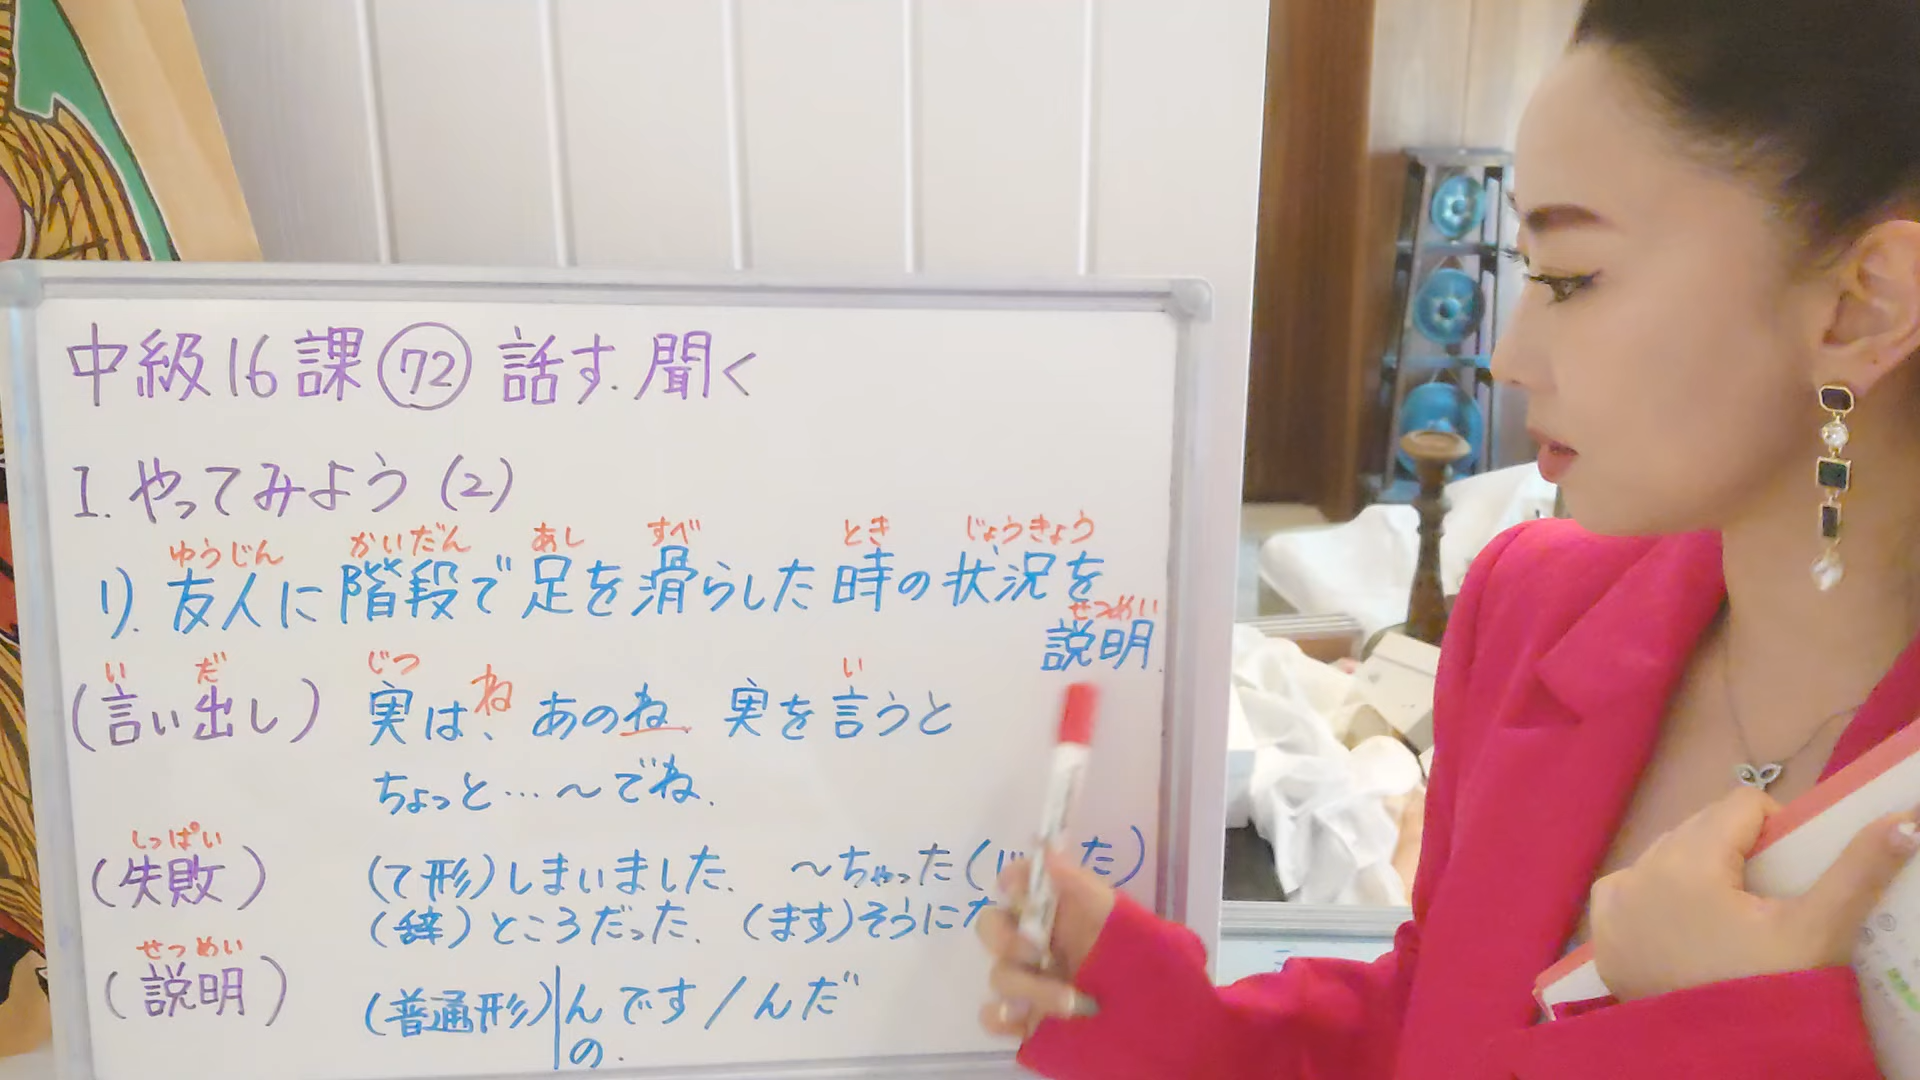 中級16課 72 話す.聞く
I. やってみよう (2)
ゆうじん かいだん あし すべ とき じょうきょう
1). 友人に階段で足を滑らした時の状況を
せつめい
説明.
い だ じつ い
(言い出し) 実は、ね あのね 実を言うと
ちょっと…〜でね.
しっぱい
(失敗) (て形)しまいました. 〜ちゃった(じ た)
(辞)ところだった. (ます)そうに
せつめい
(説明) (普通形) んです/んだ
の.